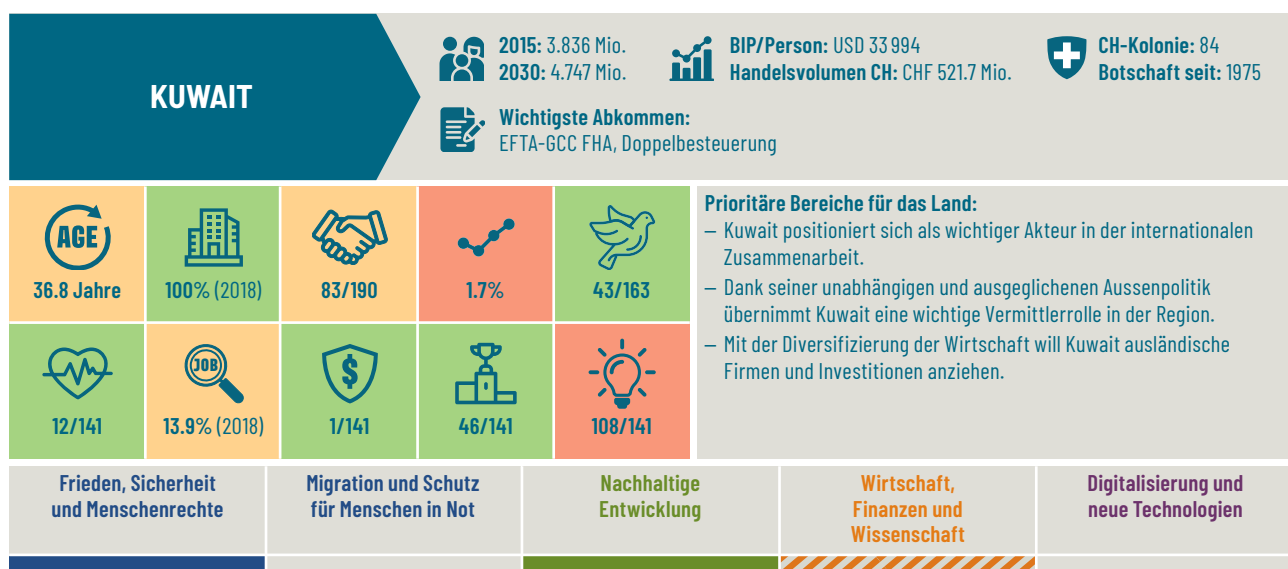 KUWAIT
2015: 3.836 Mio.
2030: 4.747 Mio.
BIP/Person: USD 33 994
Handelsvolumen CH: CHF 521.7 Mio.
CH-Kolonie: 84
Botschaft seit: 1975
Wichtigste Abkommen:
EFTA-GCC FHA, Doppelbesteuerung
AGE
36.8 Jahre
100% (2018)
83/190
1.7%
43/163
12/141
JOB
13.9% (2018)
$
1/141
46/141
108/141
Prioritäre Bereiche für das Land:
– Kuwait positioniert sich als wichtiger Akteur in der internationalen
Zusammenarbeit.
– Dank seiner unabhängigen und ausgeglichenen Aussenpolitik
übernimmt Kuwait eine wichtige Vermittlerrolle in der Region.
– Mit der Diversifizierung der Wirtschaft will Kuwait ausländische
Firmen und Investitionen anziehen.
Frieden, Sicherheit
und Menschenrechte
Migration und Schutz
für Menschen in Not
Nachhaltige
Entwicklung
Wirtschaft,
Finanzen und
Wissenschaft
Digitalisierung und
neue Technologien